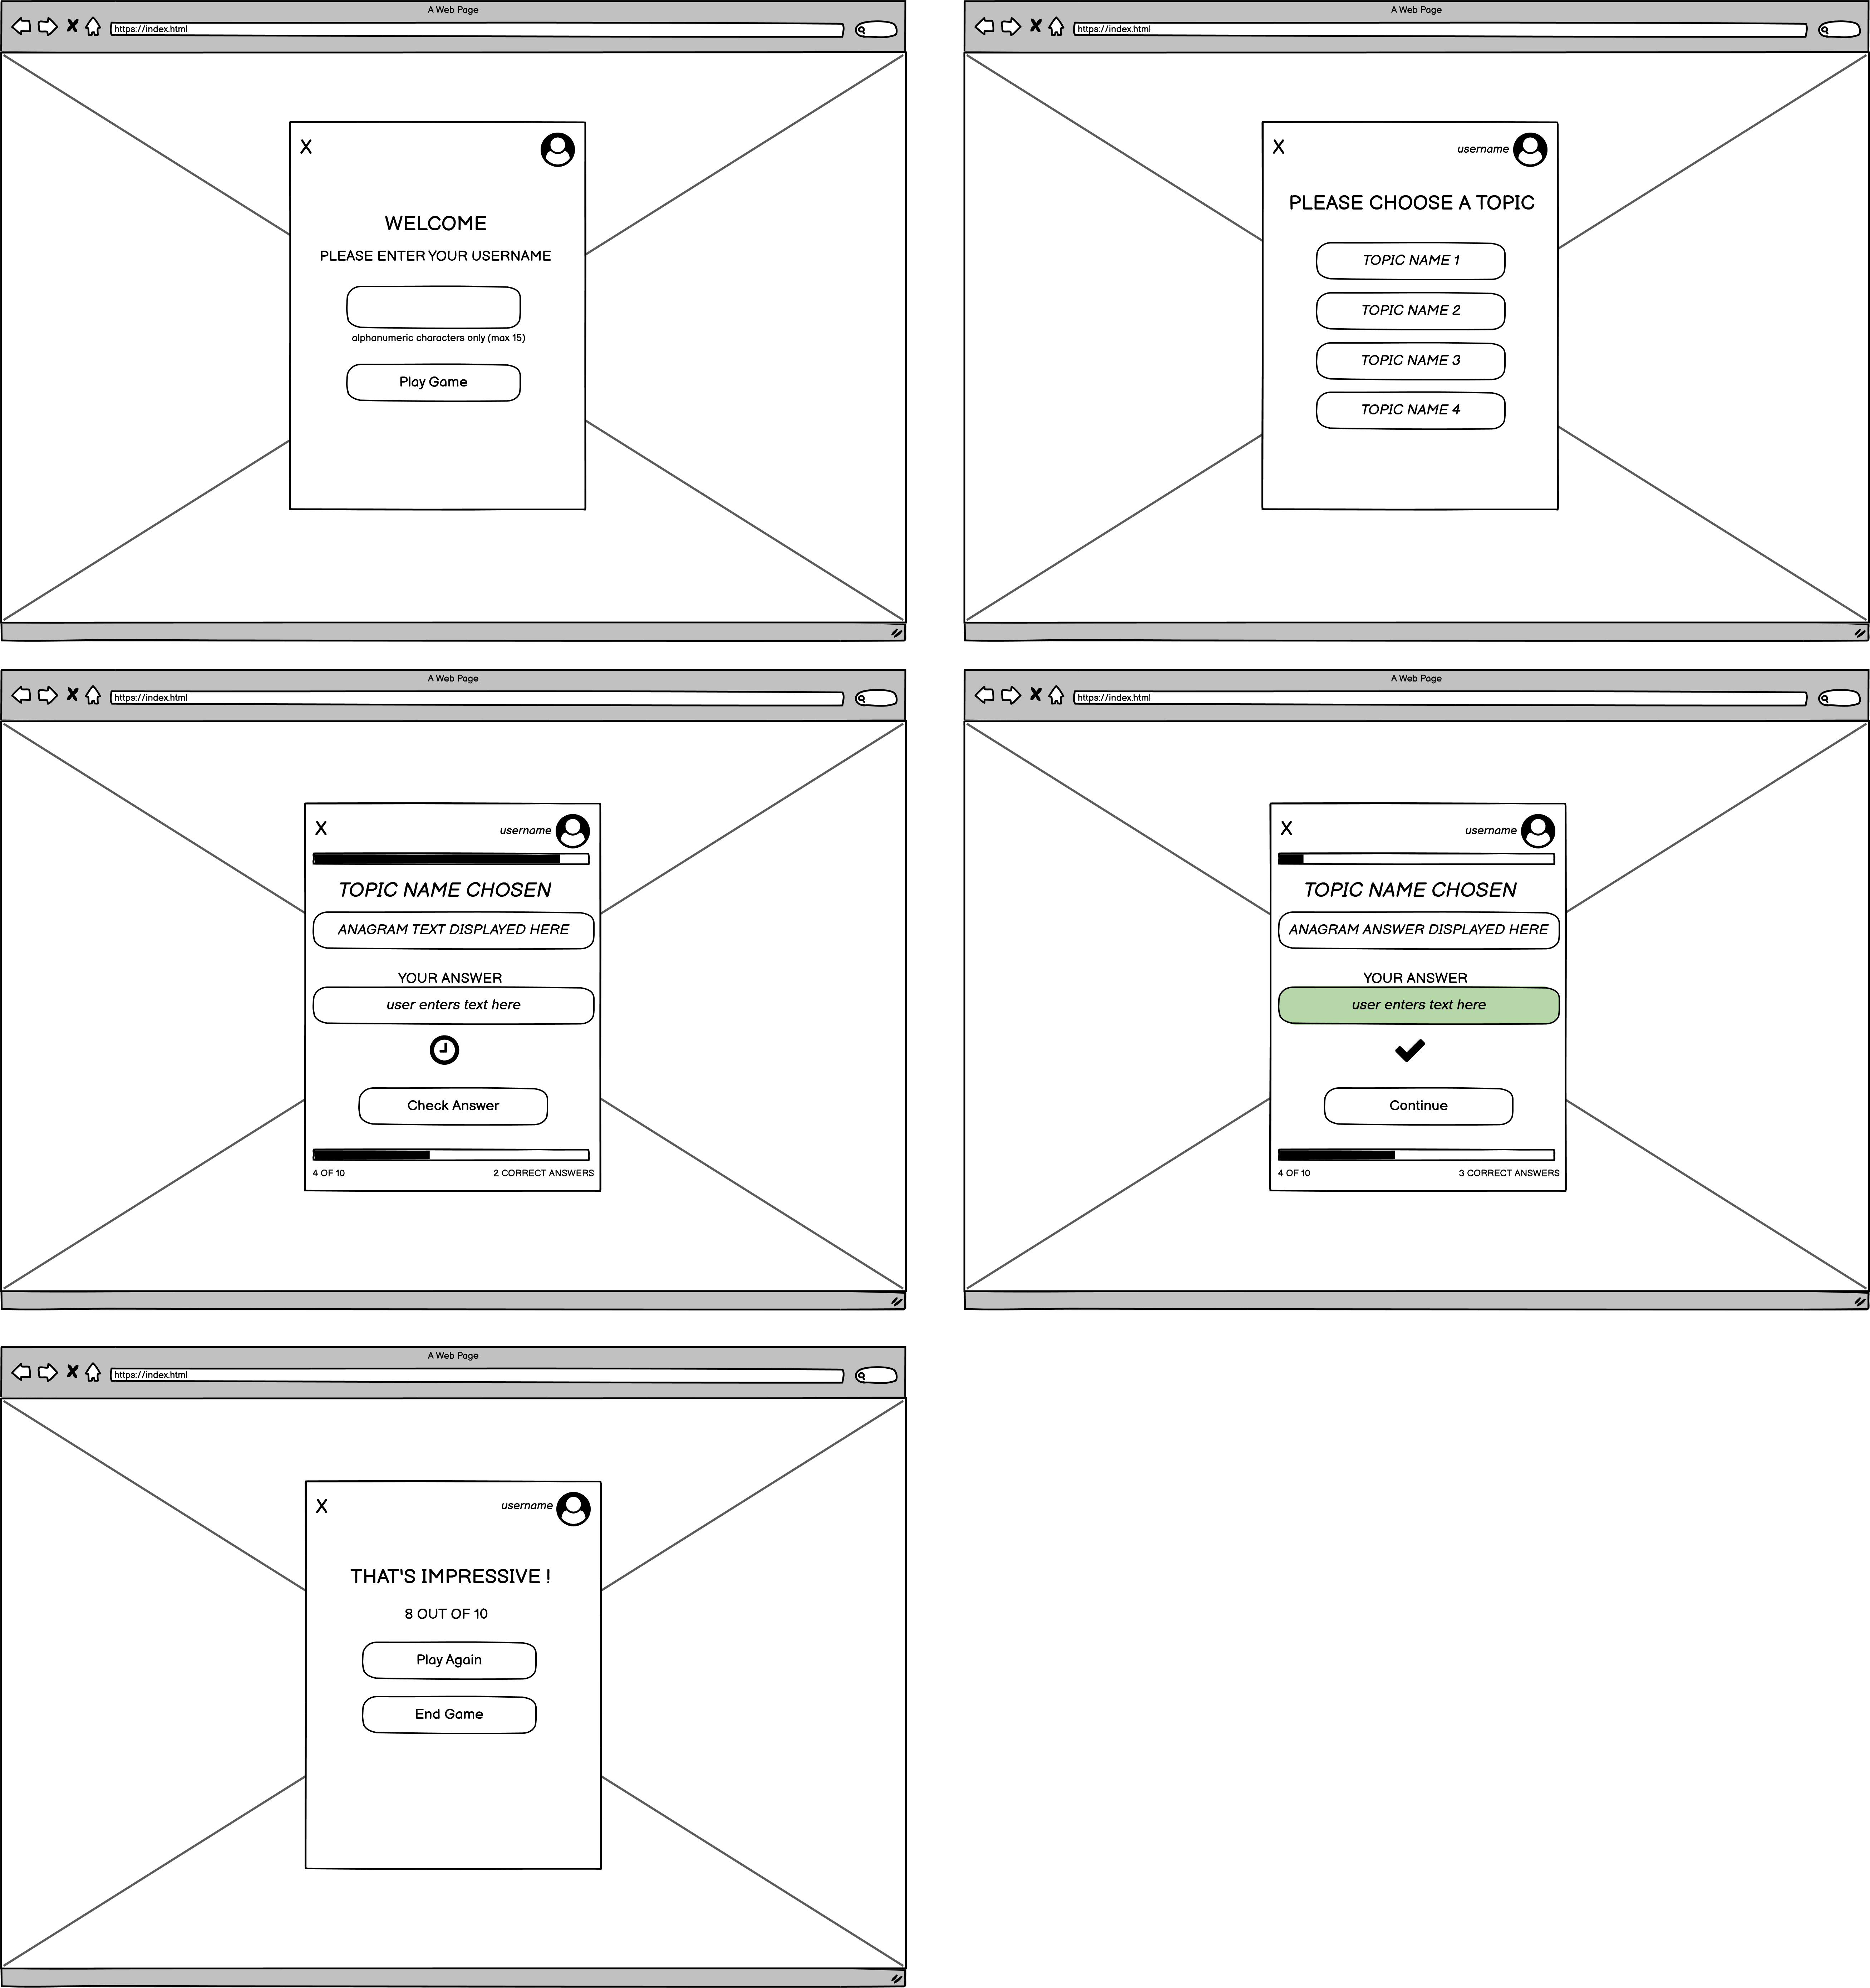 A Web Page
https://index.html
X
WELCOME
PLEASE ENTER YOUR USERNAME
alphanumeric characters only (max 15)
Play Game
A Web Page
https://index.html
X
username
PLEASE CHOOSE A TOPIC
TOPIC NAME 1
TOPIC NAME 2
TOPIC NAME 3
TOPIC NAME 4
A Web Page
https://index.html
X
username
TOPIC NAME CHOSEN
ANAGRAM TEXT DISPLAYED HERE
YOUR ANSWER
user enters text here
Check Answer
4 OF 10
2 CORRECT ANSWERS
A Web Page
https://index.html
X
username
TOPIC NAME CHOSEN
ANAGRAM ANSWER DISPLAYED HERE
YOUR ANSWER
user enters text here
Continue
4 OF 10
3 CORRECT ANSWERS
A Web Page
https://index.html
X
username
THAT'S IMPRESSIVE !
8 OUT OF 10
Play Again
End Game